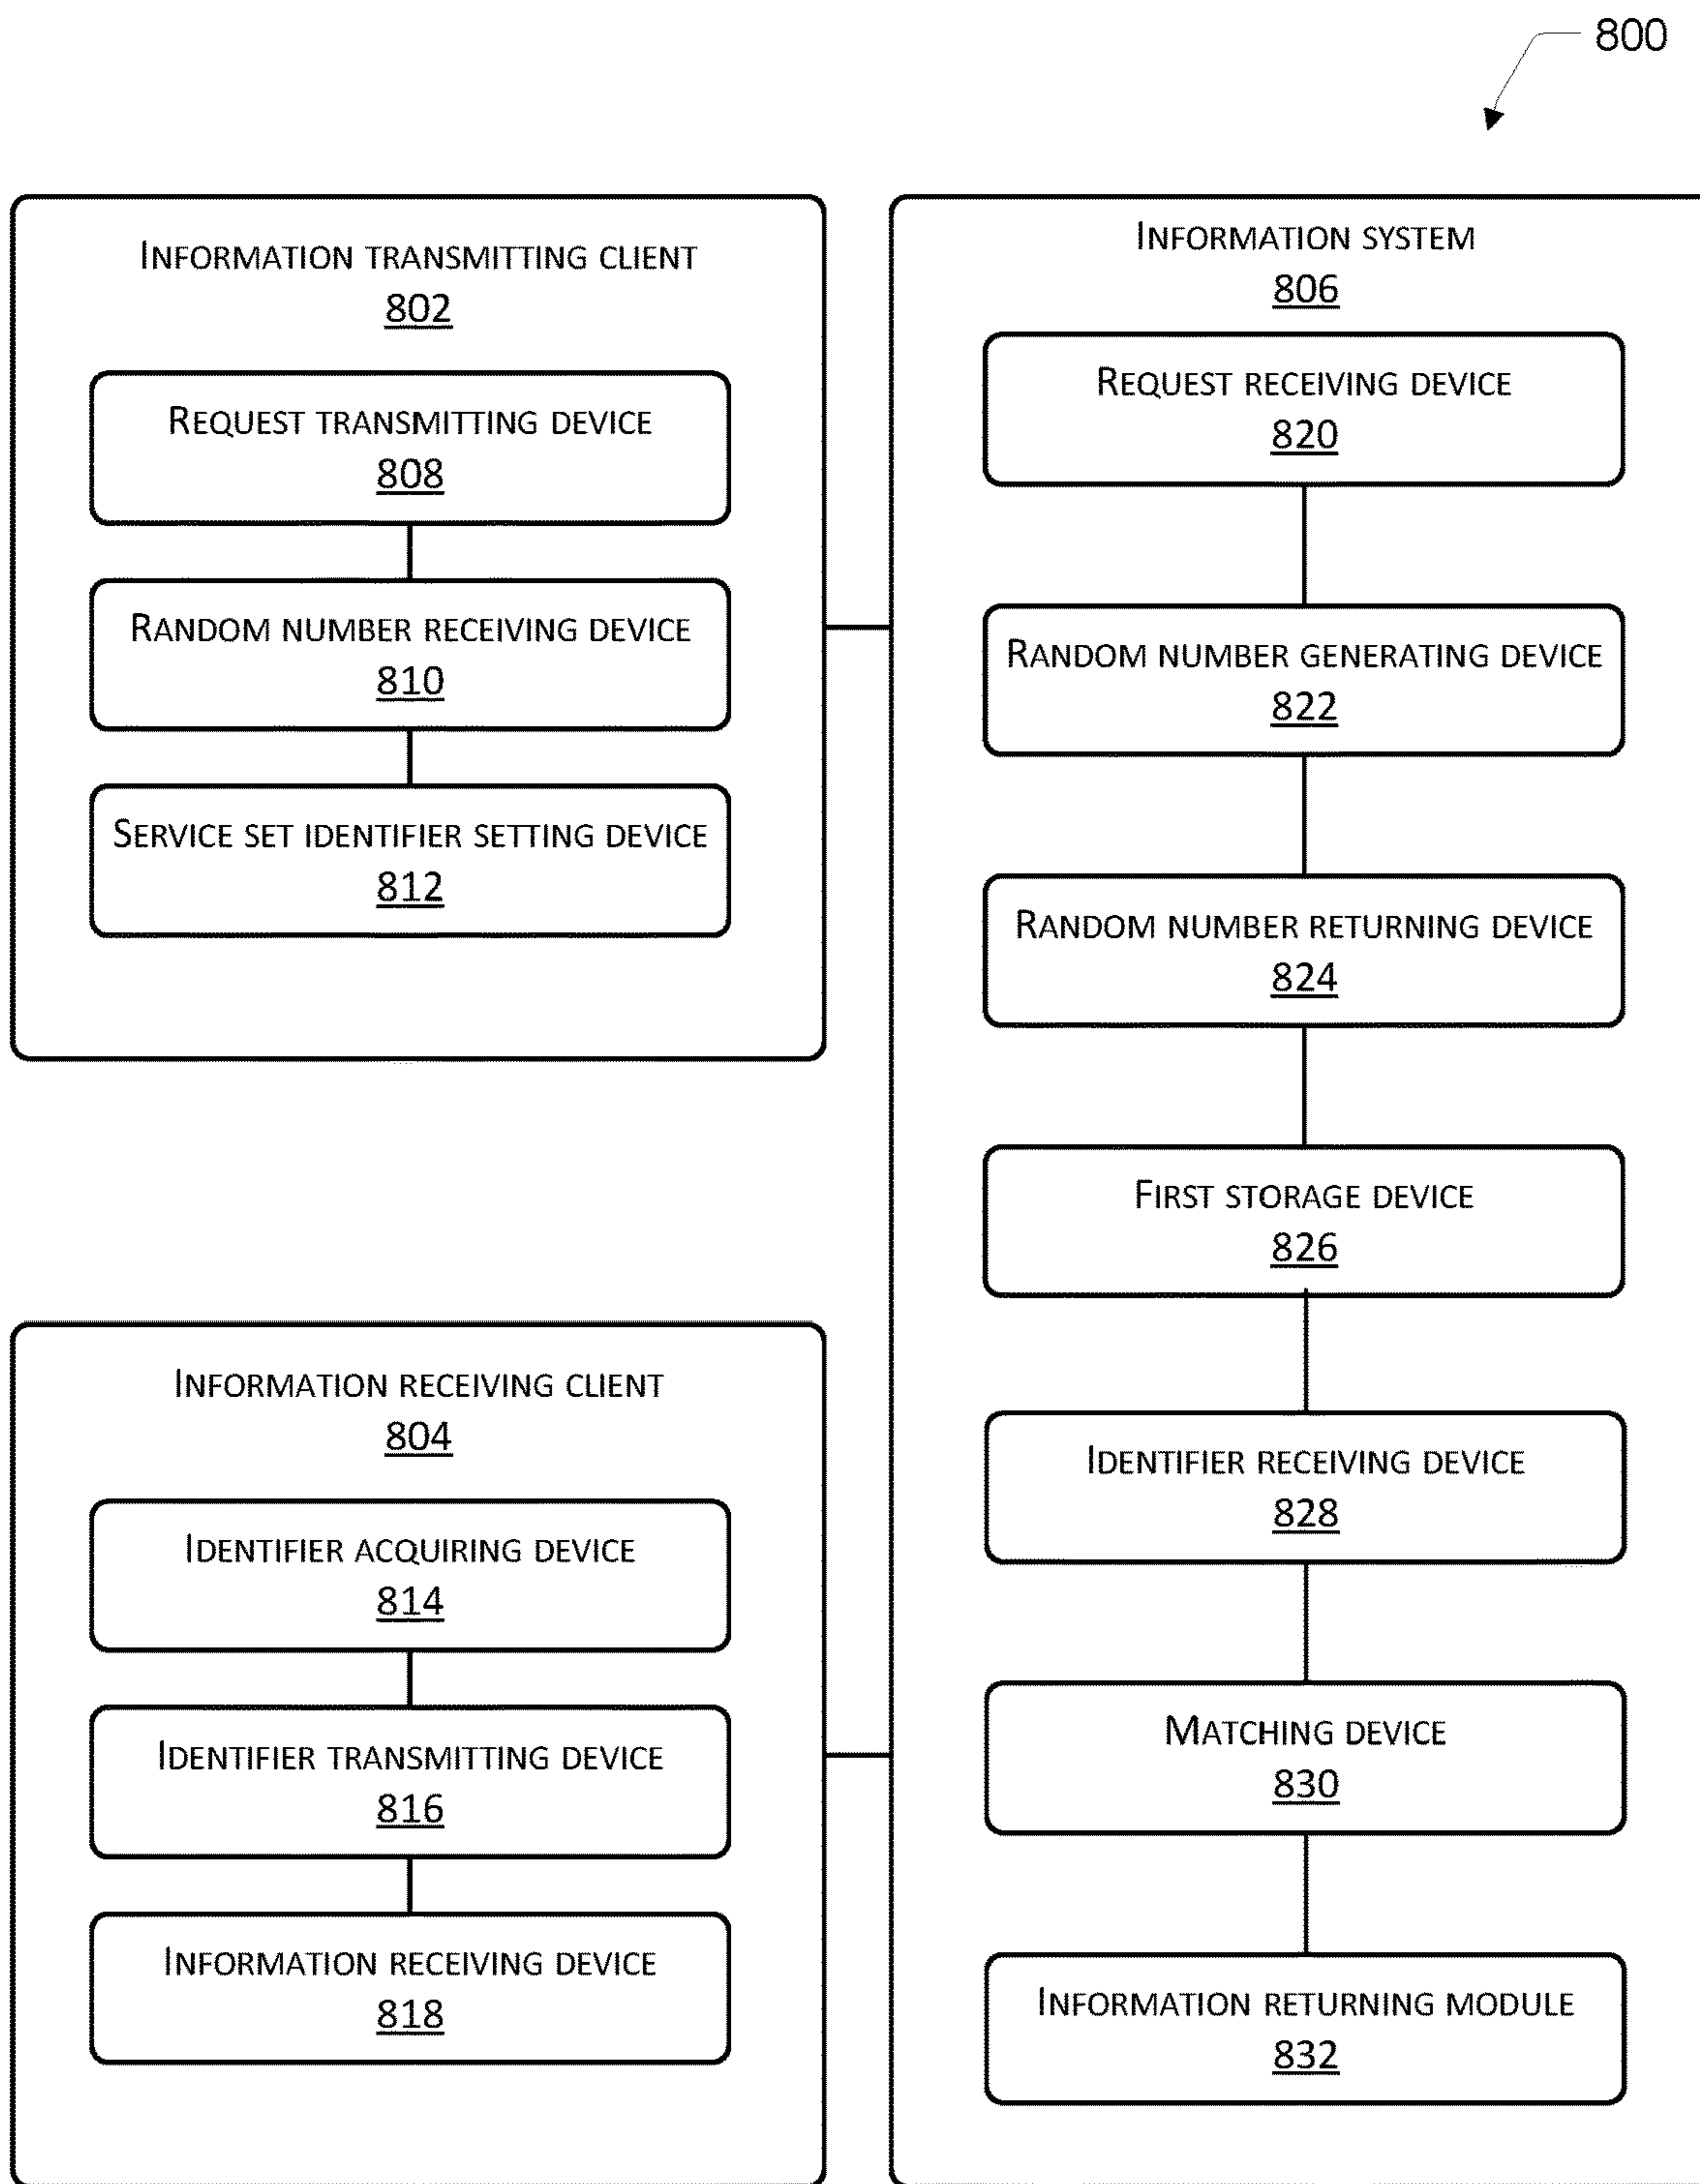 800
INFORMATION TRANSMITTING CLIENT
802
REQUEST TRANSMITTING DEVICE
808
RANDOM NUMBER RECEIVING DEVICE
810
SERVICE SET IDENTIFIER SETTING DEVICE
812
INFORMATION RECEIVING CLIENT
804
IDENTIFIER ACQUIRING DEVICE
814
IDENTIFIER TRANSMITTING DEVICE
816
INFORMATION RECEIVING DEVICE
818
INFORMATION SYSTEM
806
REQUEST RECEIVING DEVICE
820
RANDOM NUMBER GENERATING DEVICE
822
RANDOM NUMBER RETURNING DEVICE
824
FIRST STORAGE DEVICE
826
IDENTIFIER RECEIVING DEVICE
828
MATCHING DEVICE
830
INFORMATION RETURNING MODULE
832